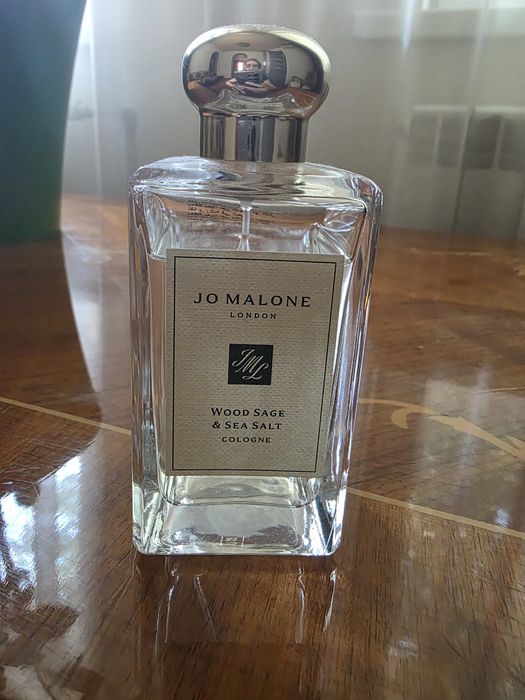 JO MALONE
LONDON
JML
WOOD SAGE
& SEA SALT
COLOGNE